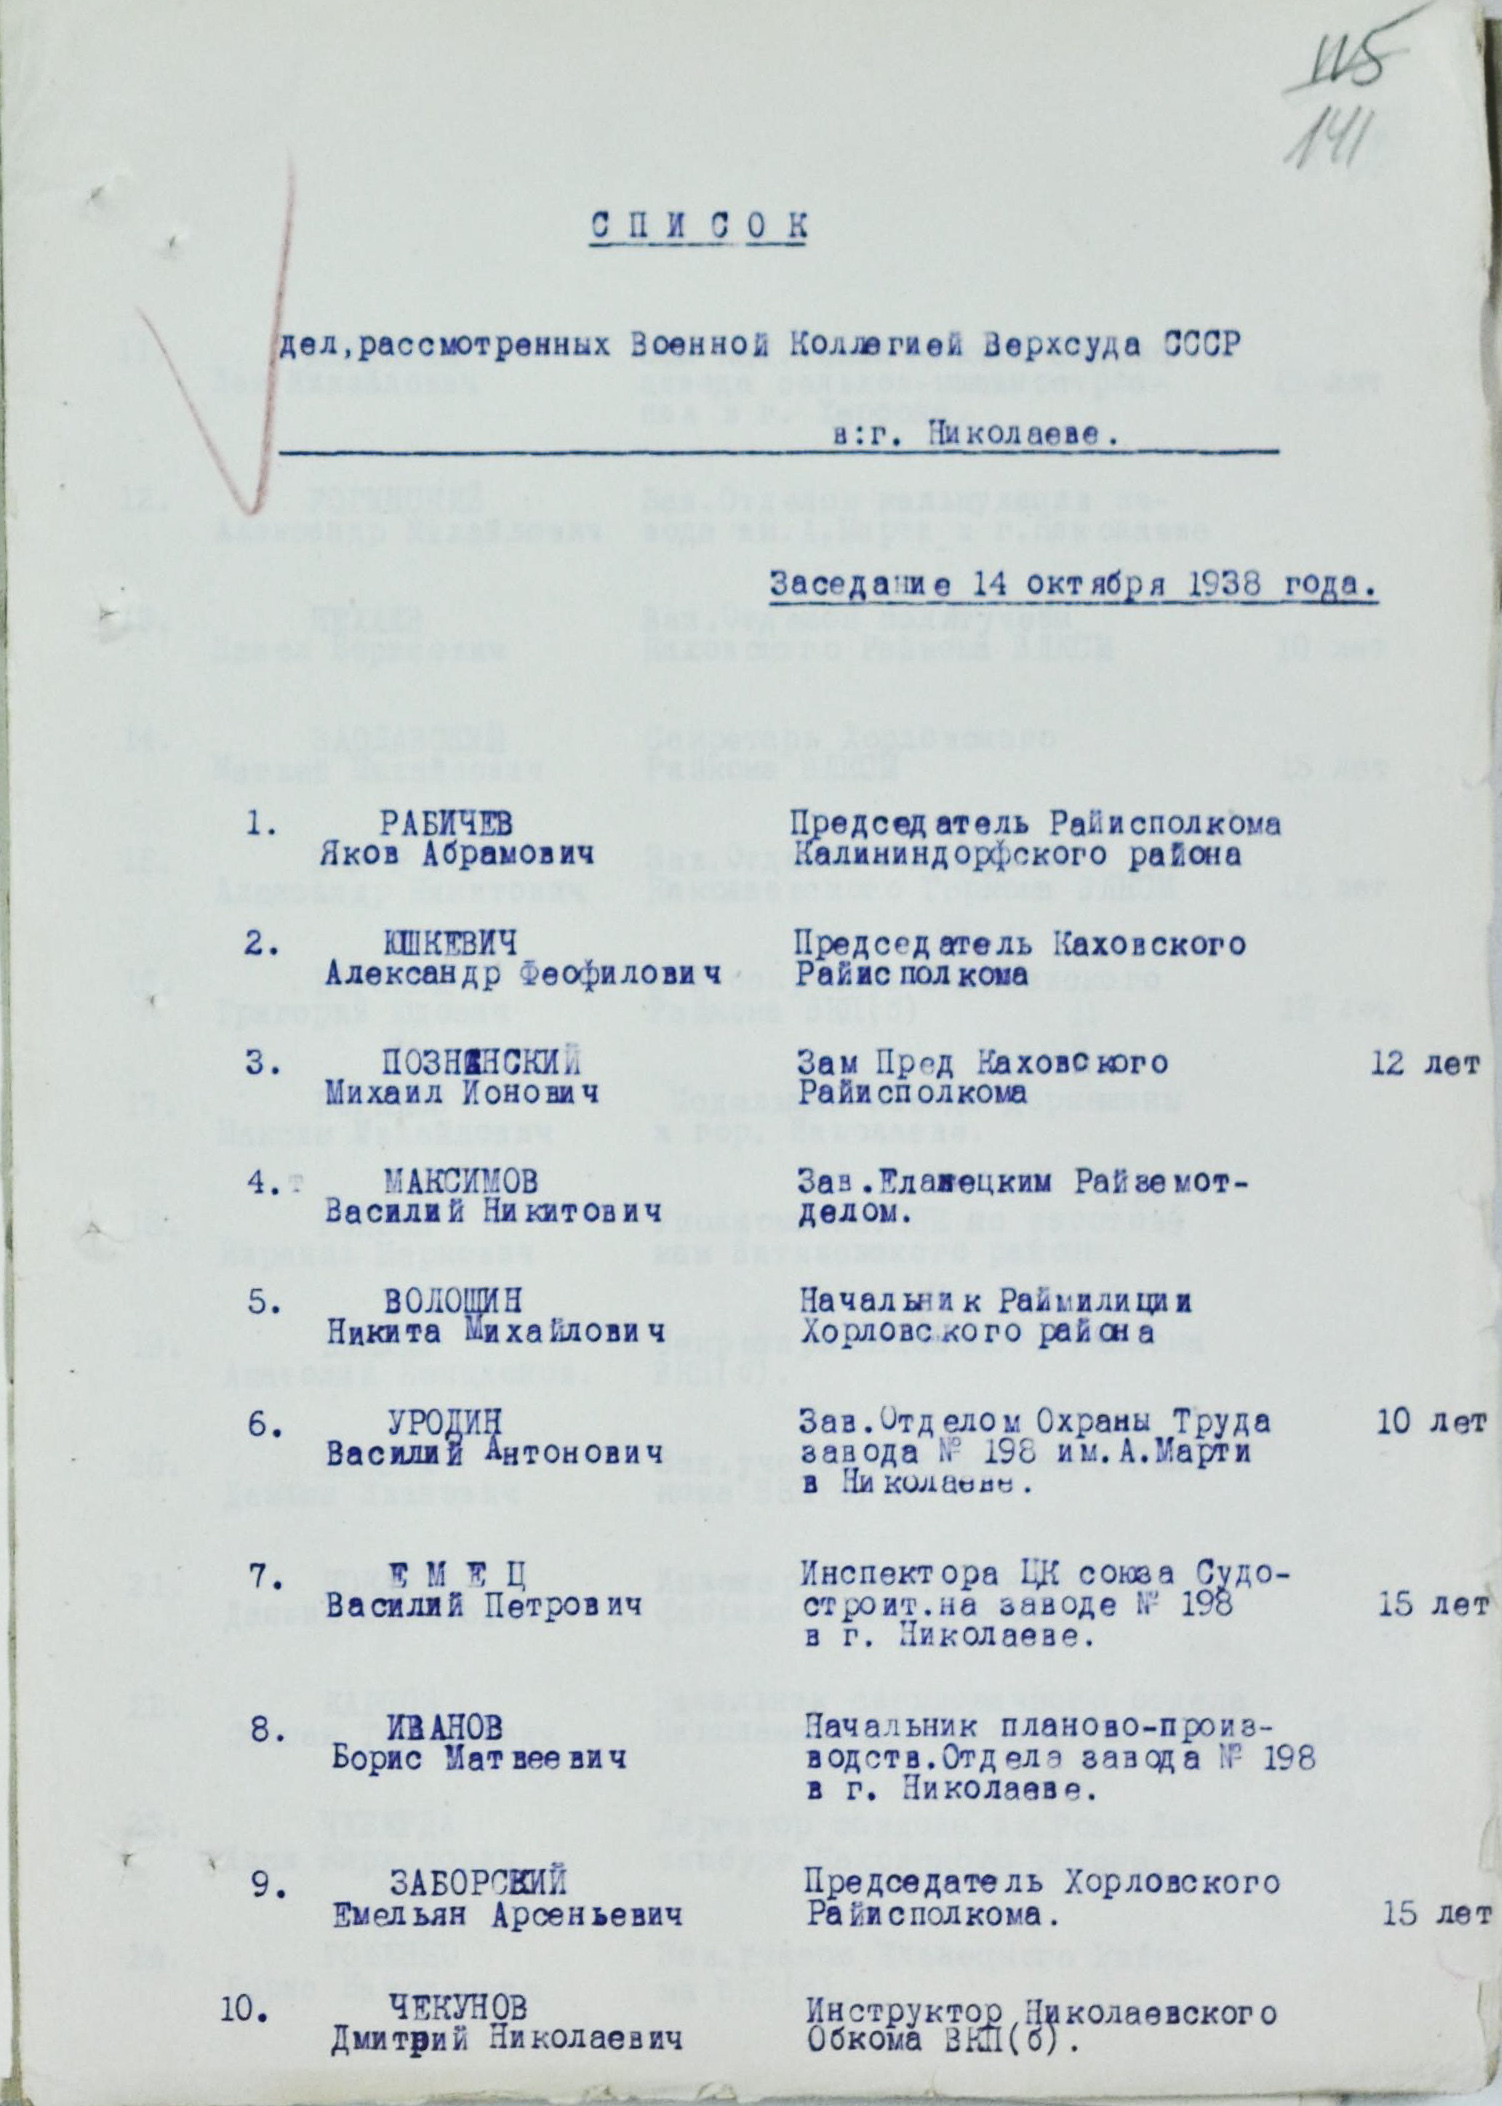 115
141
С П И С О К
дел,рассмотренных Военной Коллегией Верхсуда СССР
в:г. Николаеве.
Заседание 14 октября 1938 года.
1. РАБИЧЕВ Председатель Райисполкома
Яков Абрамович Калининдорфского района
2. ЮШКЕВИЧ Председатель Каховского
Александр Феофилович Райисполкома
3. ПОЗНЯНСКИЙ Зам Пред Каховского 12 лет
Михаил Ионович Райисполкома
4. МАКСИМОВ Зав.Еланецким Райземот-
Василий Никитович делом.
5. ВОЛОШИН Начальник Раймилиции
Никита Михайлович Хорловского района
6. УРОДИН Зав.Отделом Охраны Труда 10 лет
Василий Антонович завода № 198 им.А.Марти
в Николаеве.
7. Е М Е Ц Инспектора ЦК союза Судо-
Василий Петрович строит.на заводе № 198 15 лет
в г. Николаеве.
8. ИВАНОВ Начальник планово-произ-
Борис Матвеевич водств.Отдела завода № 198
в г. Николаеве.
9. ЗАБОРСКИЙ Председатель Хорловского
Емельян Арсеньевич Райисполкома. 15 лет
10. ЧЕКУНОВ Инструктор Николаевского
Дмитрий Николаевич Обкома ВКП(б).